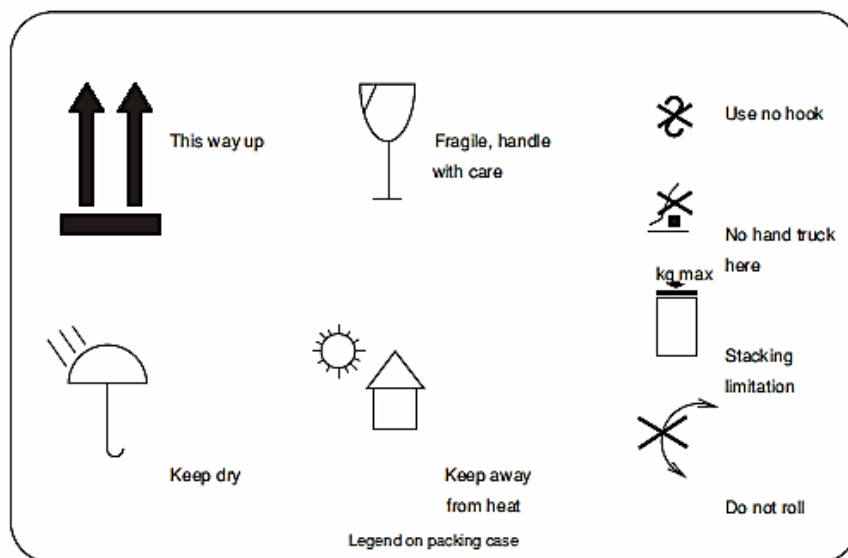 This way up
Fragile, handle
with care
Use no hook
No hand truck
here
kg max
Stacking
limitation
Keep dry
Keep away
from heat
Do not roll
Legend on packing case